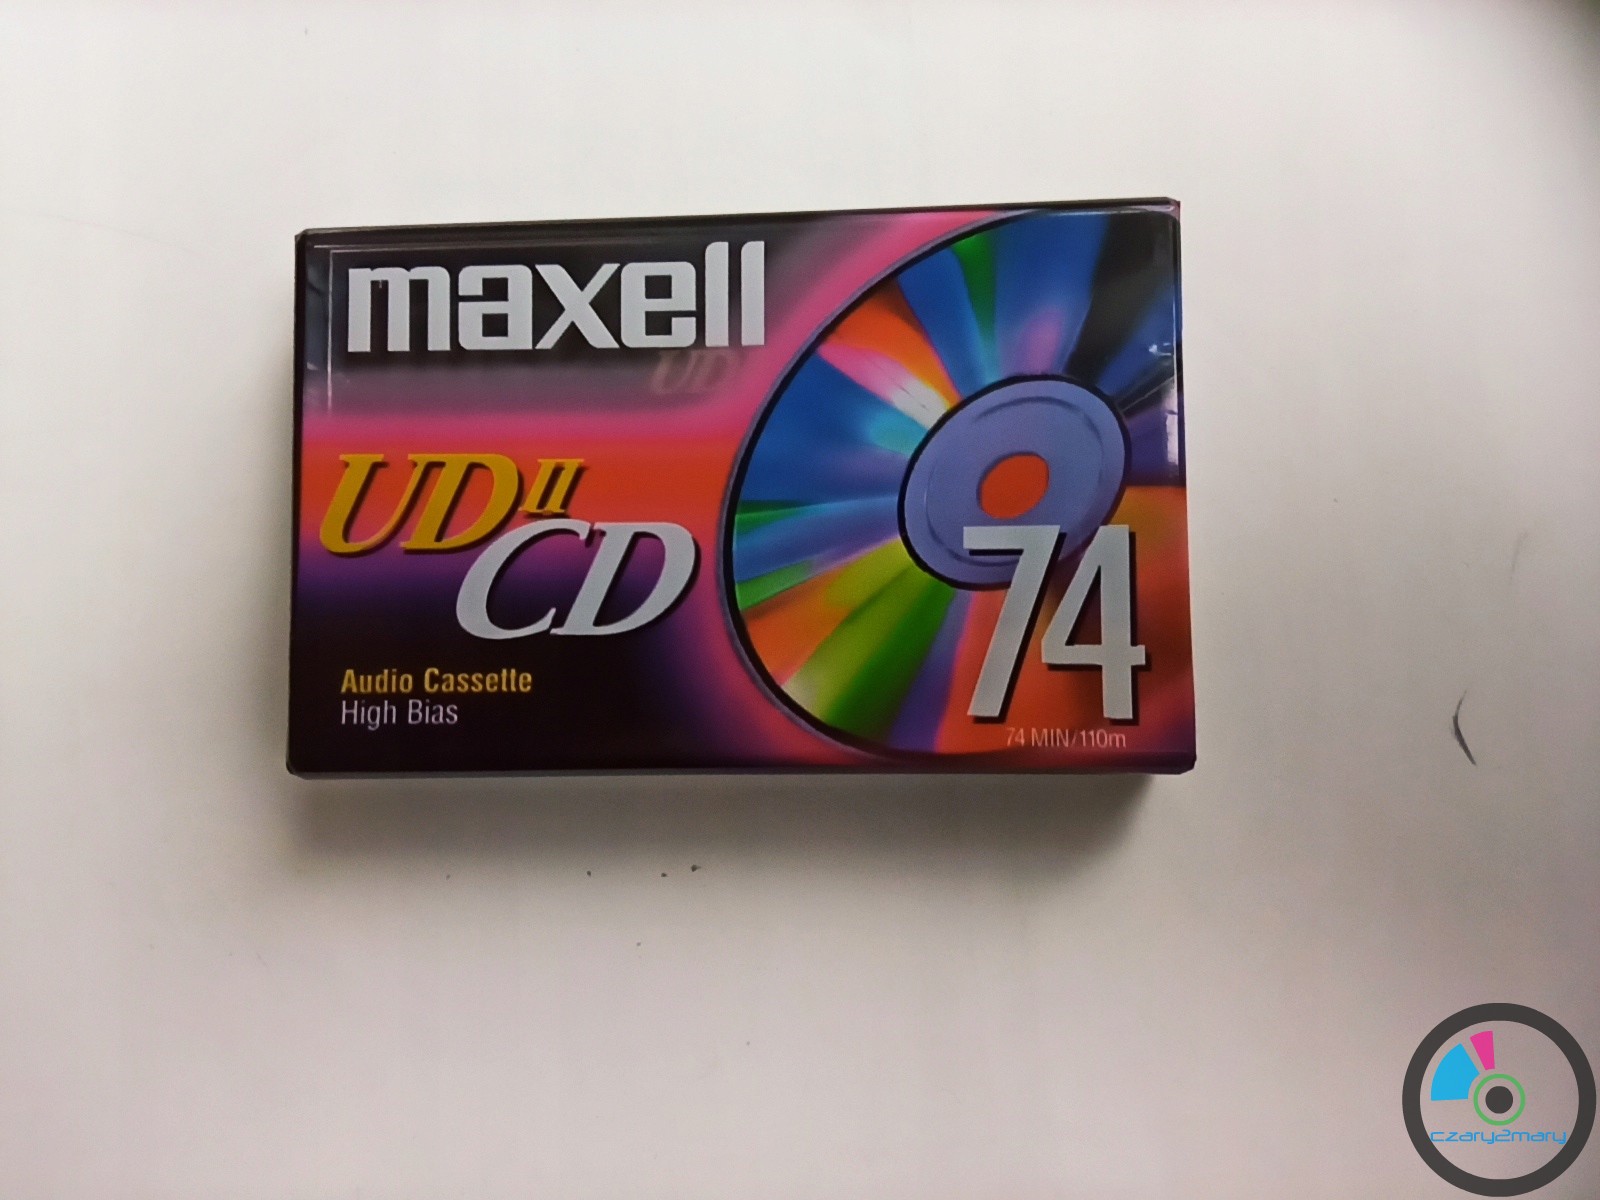 maxell
UD
UDII
CD
Audio Cassette
High Bias
74
74 MIN/110m
czary2mary